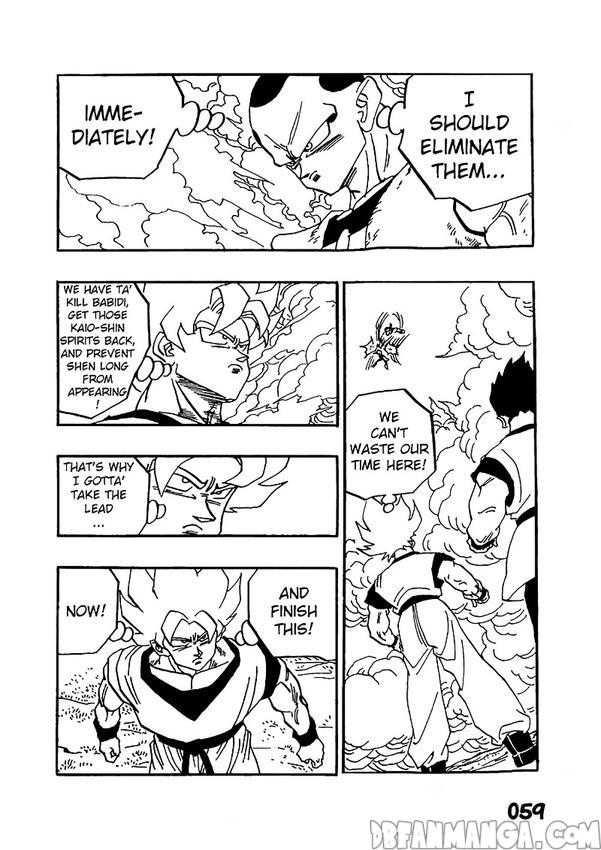 I
SHOULD
ELIMINATE
THEM...
IMME-
DIATELY!
WE
CAN'T
WASTE OUR
TIME HERE!
WE HAVE TA'
KILL BABIDI,
GET THOSE
KAIO-SHIN
SPIRITS BACK,
AND PREVENT
SHEN LONG
FROM
APPEARING
!
THAT'S WHY
I GOTTA'
TAKE THE
LEAD
...
AND
FINISH
THIS!
NOW!
059
DBFANMANGA.COM